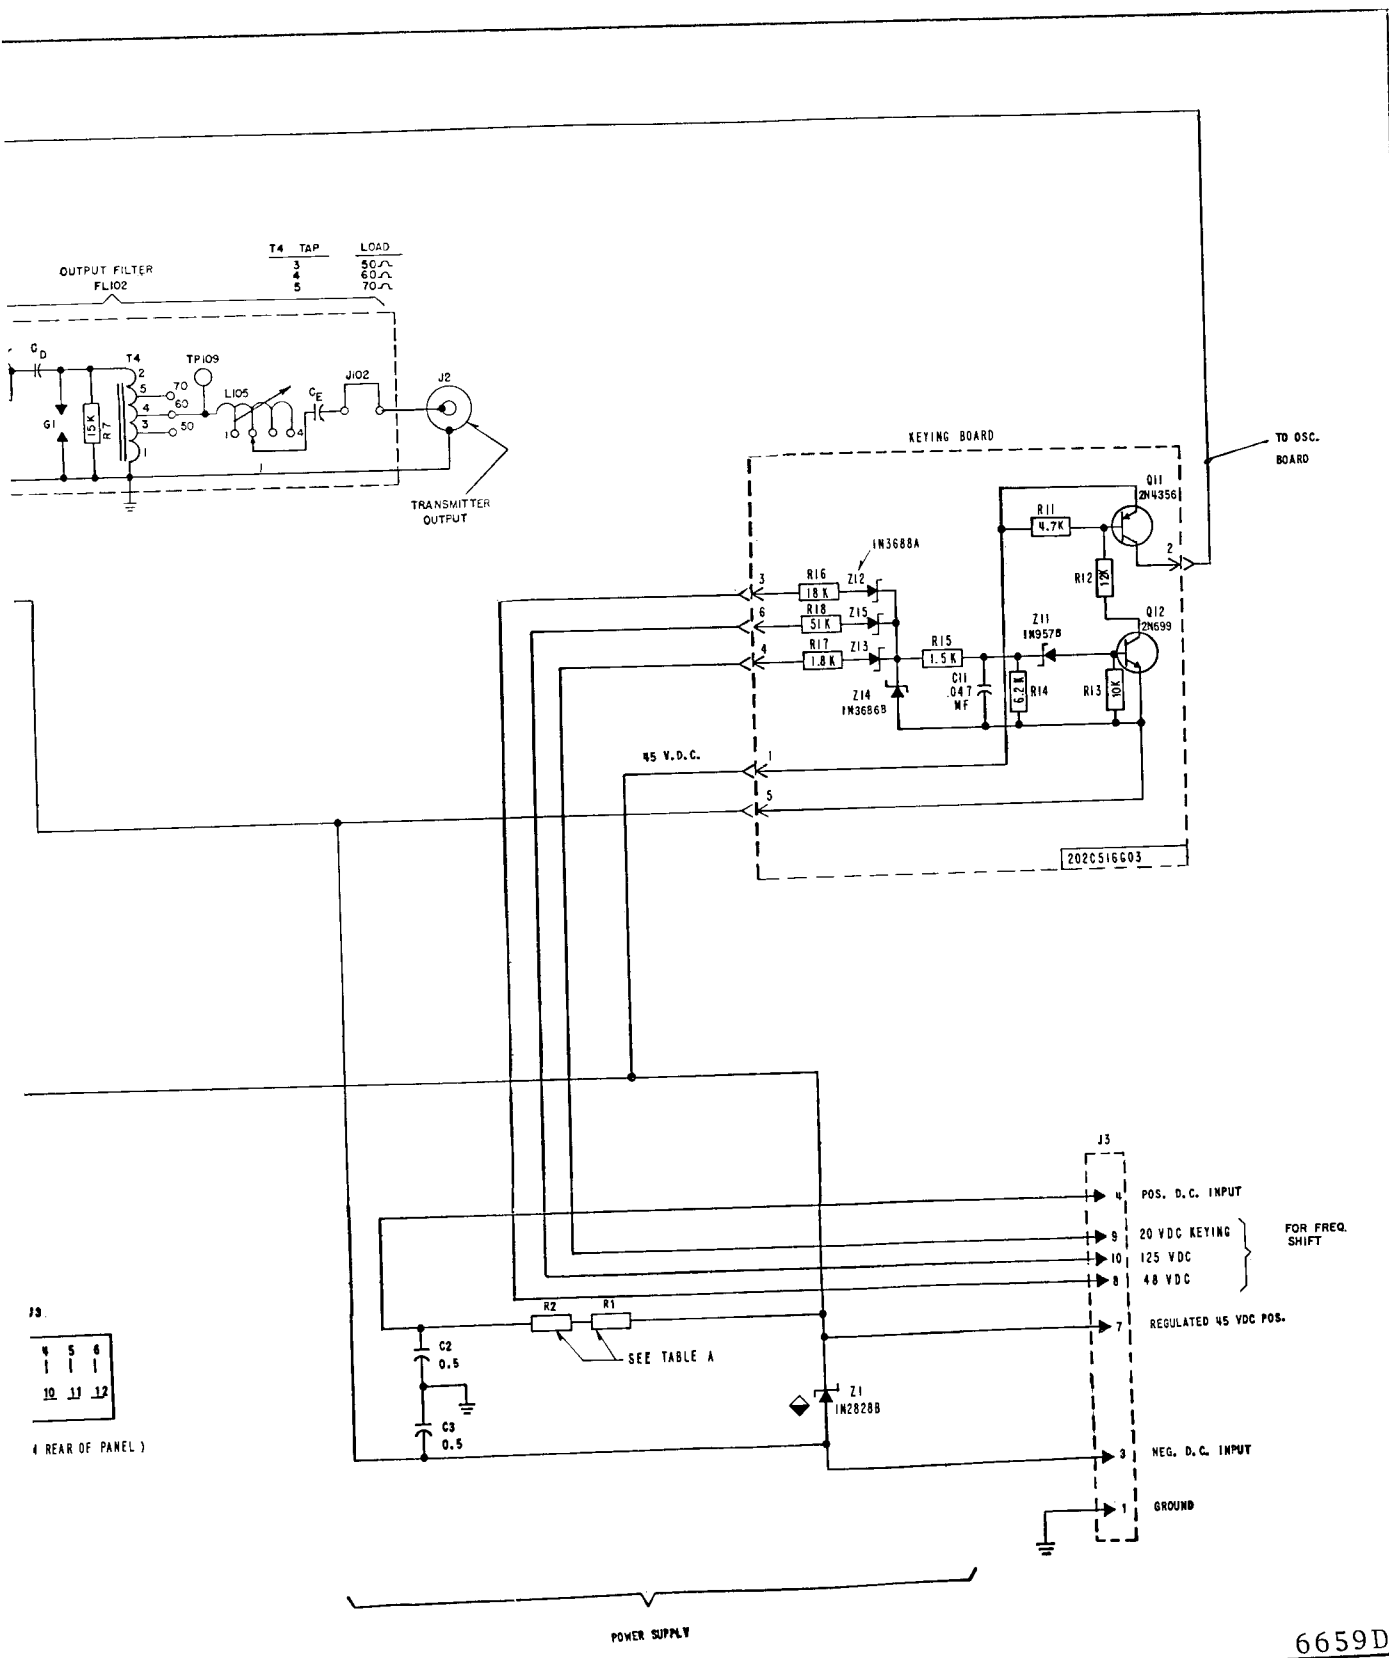 T4 TAP LOAD
3 50Ω
4 60Ω
5 70Ω
OUTPUT FILTER
FL102
C D
T4
2
5
4
3
1
70
60
50
TP109
L105
1
4
C E
J102
J2
G1
15K
R7
TRANSMITTER
OUTPUT
KEYING BOARD
TO OSC.
BOARD
Q11
2N4356
R11
4.7K
2
R12
12K
1N3688A
3
R16
18K
Z12
6
R18
51K
Z15
4
R17
1.8K
Z13
R15
1.5K
Z11
1N957B
Q12
2N699
C11
.047
MF
6.2K
R14
R13
10K
Z14
1N3686B
45 V.D.C.
1
5
202C516G03
J3
4 POS. D.C. INPUT
9 20 VDC KEYING
10 125 VDC
8 48 VDC
FOR FREQ.
SHIFT
7 REGULATED 45 VDC POS.
3 NEG. D.C. INPUT
1 GROUND
R2
R1
SEE TABLE A
C2
0.5
C3
0.5
Z1
1N2828B
J3
4 5 6
10 11 12
REAR OF PANEL )
POWER SUPPLY
6659D